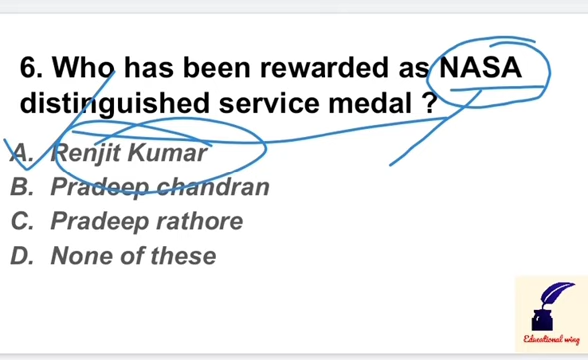 6. Who has been rewarded as NASA
distinguished service medal ?
A. Renjit Kumar
B. Pradeep chandran
C. Pradeep rathore
D. None of these
Educational wing